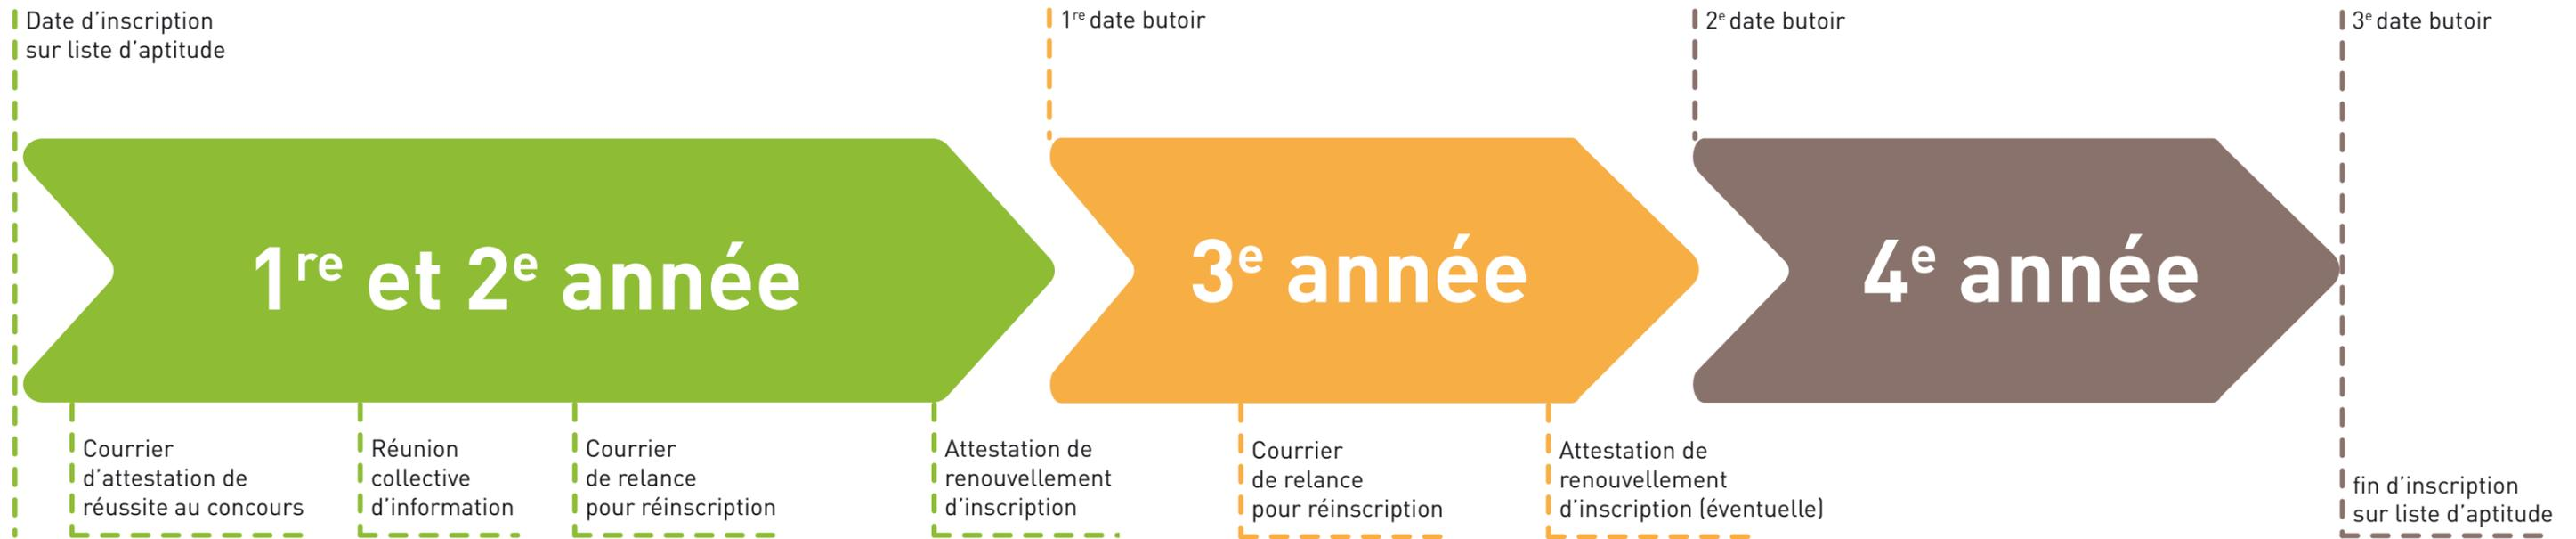 Date d'inscription
sur liste d'aptitude
1re date butoir
2e date butoir
3e date butoir
1re et 2e année
3e année
4e année
Courrier
d'attestation de
réussite au concours
Réunion
collective
d'information
Courrier
de relance
pour réinscription
Attestation de
renouvellement
d'inscription
Courrier
de relance
pour réinscription
Attestation de
renouvellement
d'inscription (éventuelle)
fin d'inscription
sur liste d'aptitude